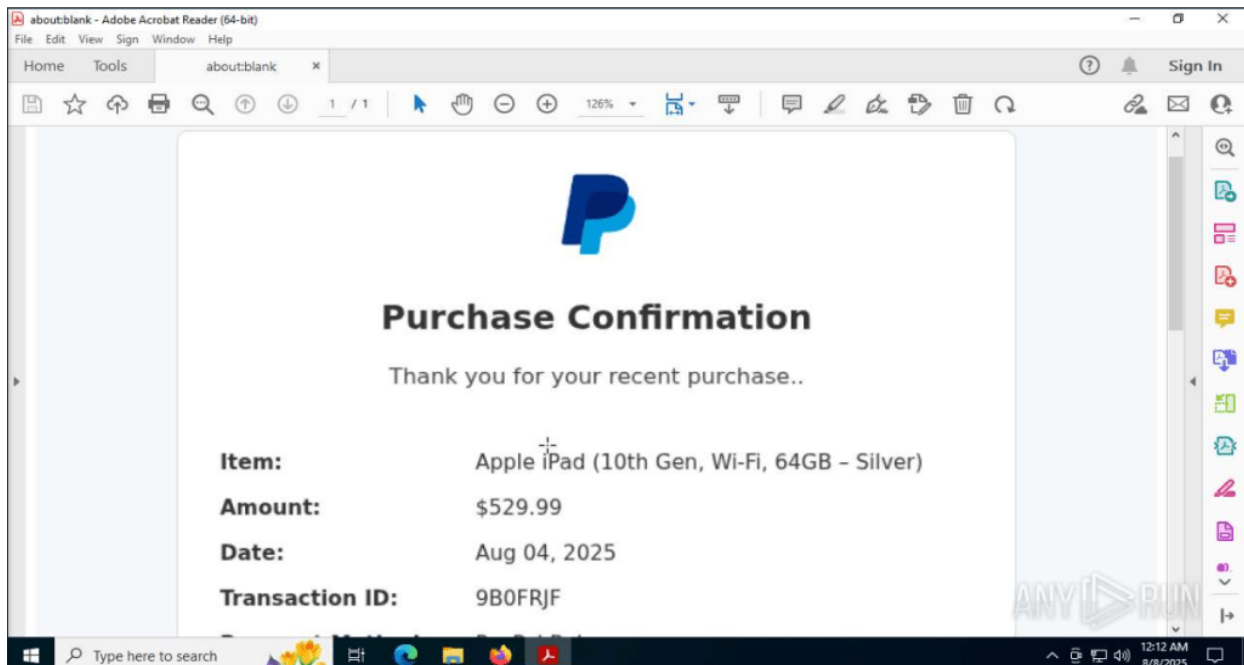 about:blank - Adobe Acrobat Reader (64-bit)
File Edit View Sign Window Help
Home Tools about:blank × Sign In
1 / 1 126%
Purchase Confirmation
Thank you for your recent purchase..
Item: Apple iPad (10th Gen, Wi-Fi, 64GB – Silver)
Amount: $529.99
Date: Aug 04, 2025
Transaction ID: 9B0FRJF
ANY RUN
Type here to search
12:12 AM
8/8/2025